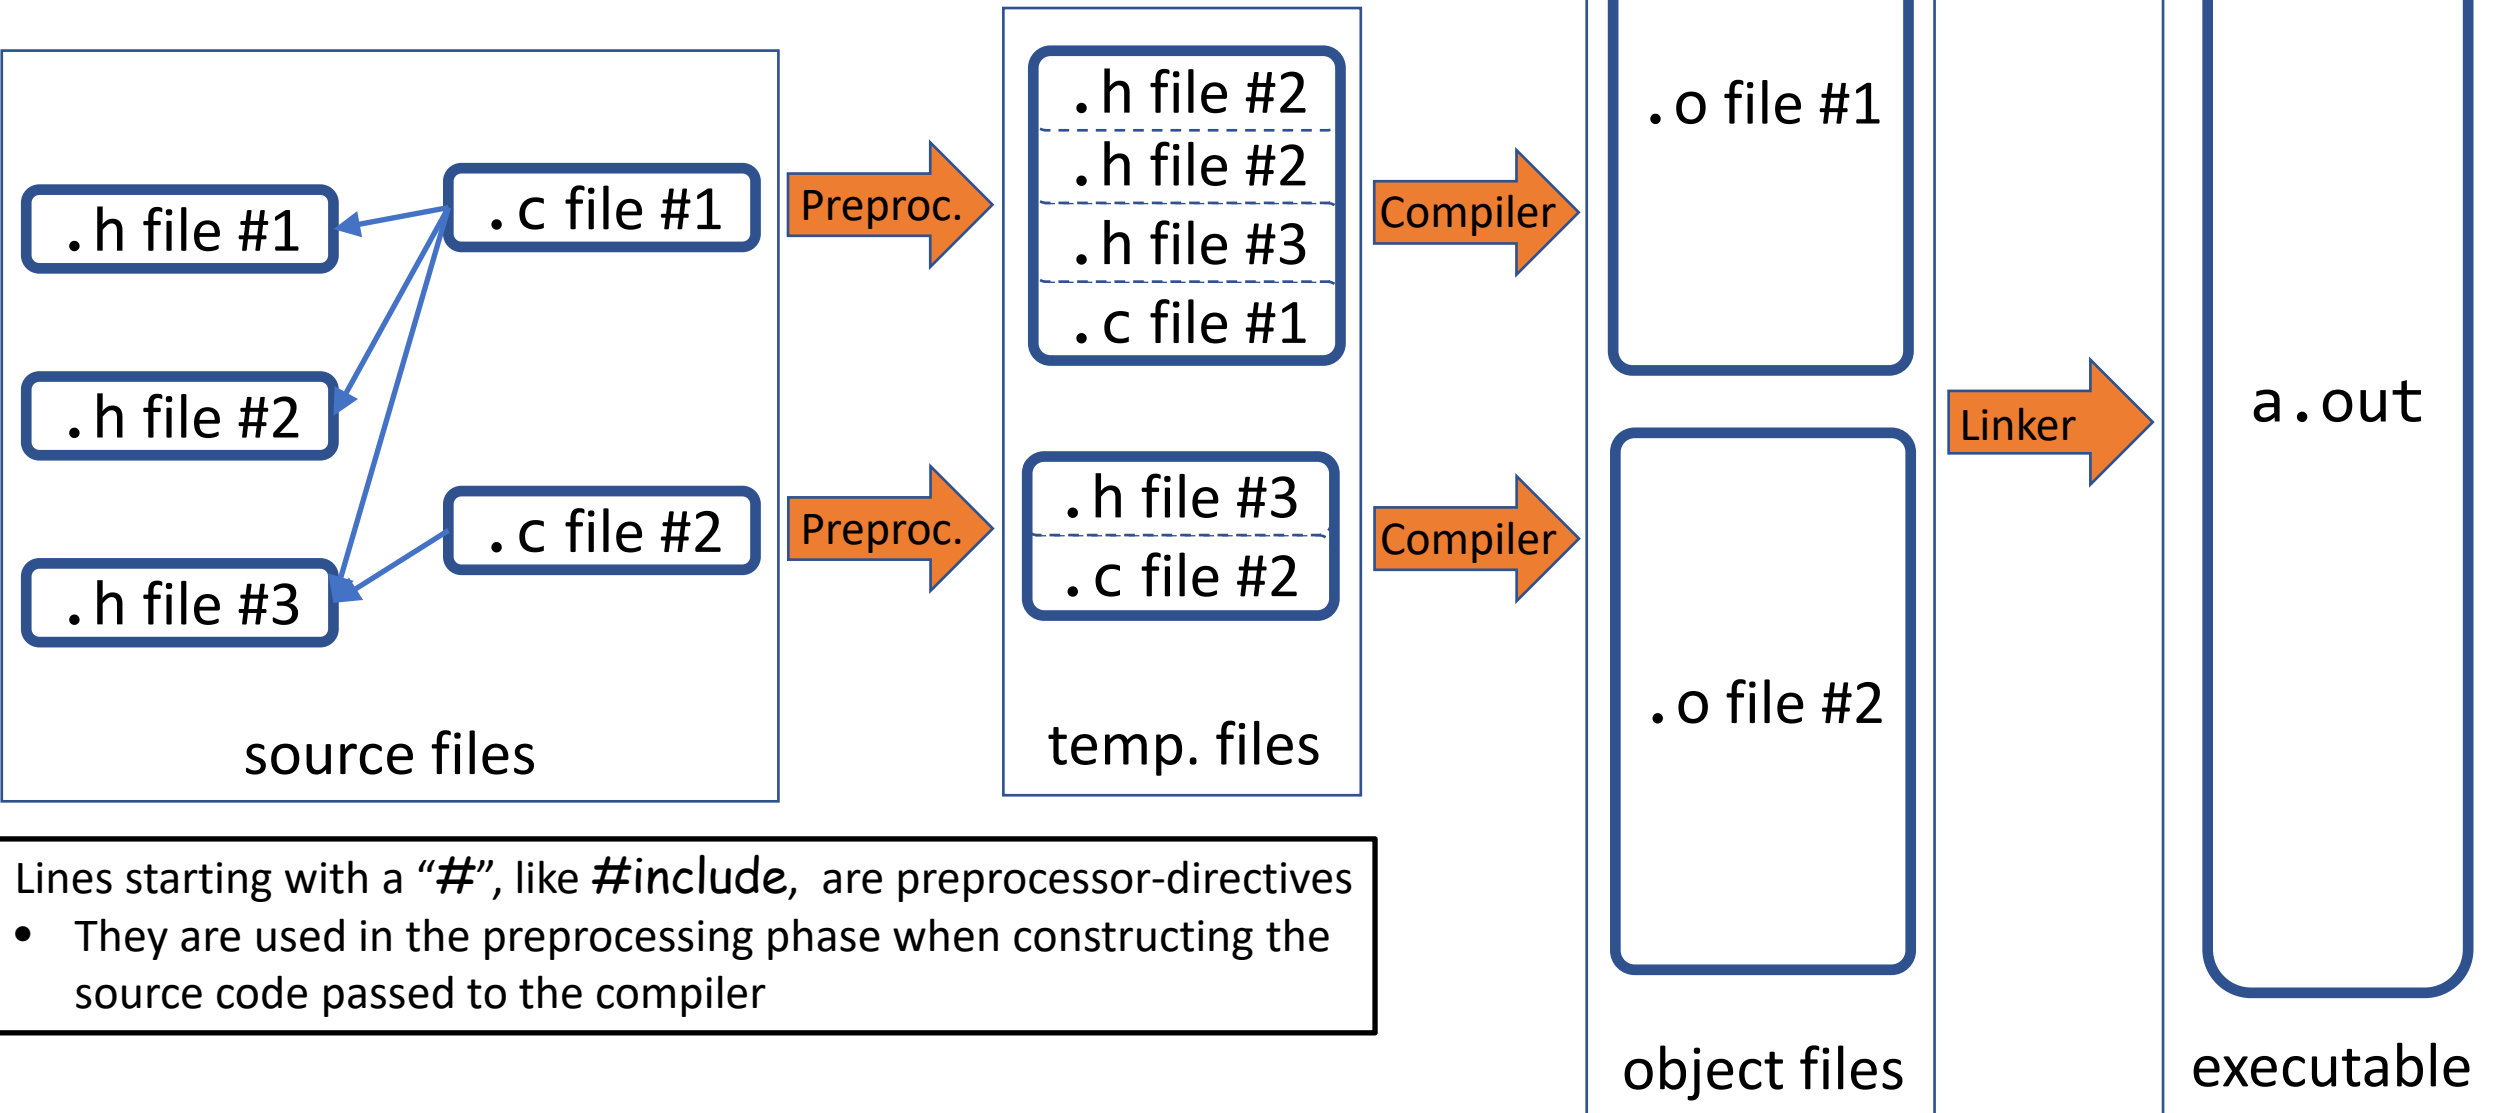 .h file #1
.h file #2
.h file #3
.c file #1
.c file #2
source files
Preproc.
Preproc.
.h file #2
.h file #2
.h file #3
.c file #1
.h file #3
.c file #2
temp. files
Compiler
Compiler
.o file #1
.o file #2
object files
Linker
a.out
executable
Lines starting with a “#”, like #include, are preprocessor-directives
• They are used in the preprocessing phase when constructing the
source code passed to the compiler